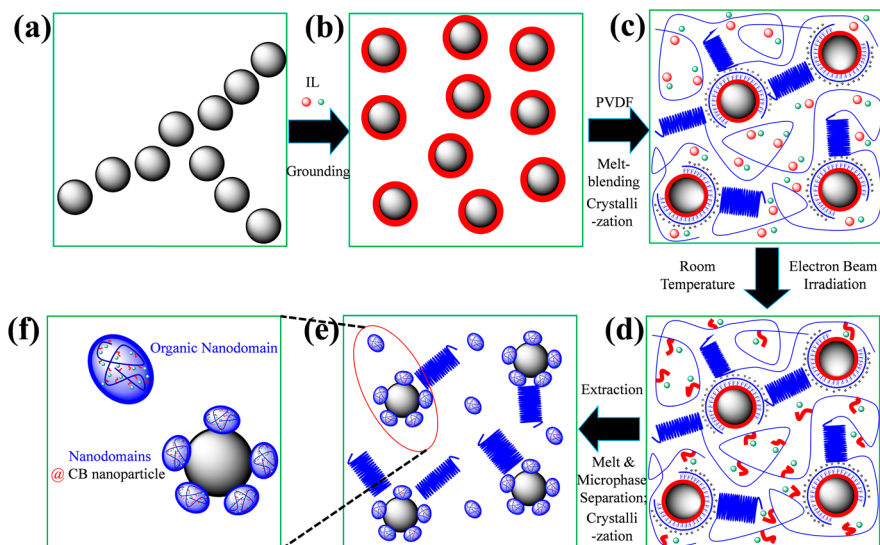 (a)
IL
Grounding
(b)
PVDF
Melt-
blending
Crystalli
-zation
(c)
Room
Temperature
Electron Beam
Irradiation
(f)
Organic Nanodomain
Nanodomains
@ CB nanoparticle
(e)
Extraction
Melt &
Microphase
Separation;
Crystalli
-zation
(d)